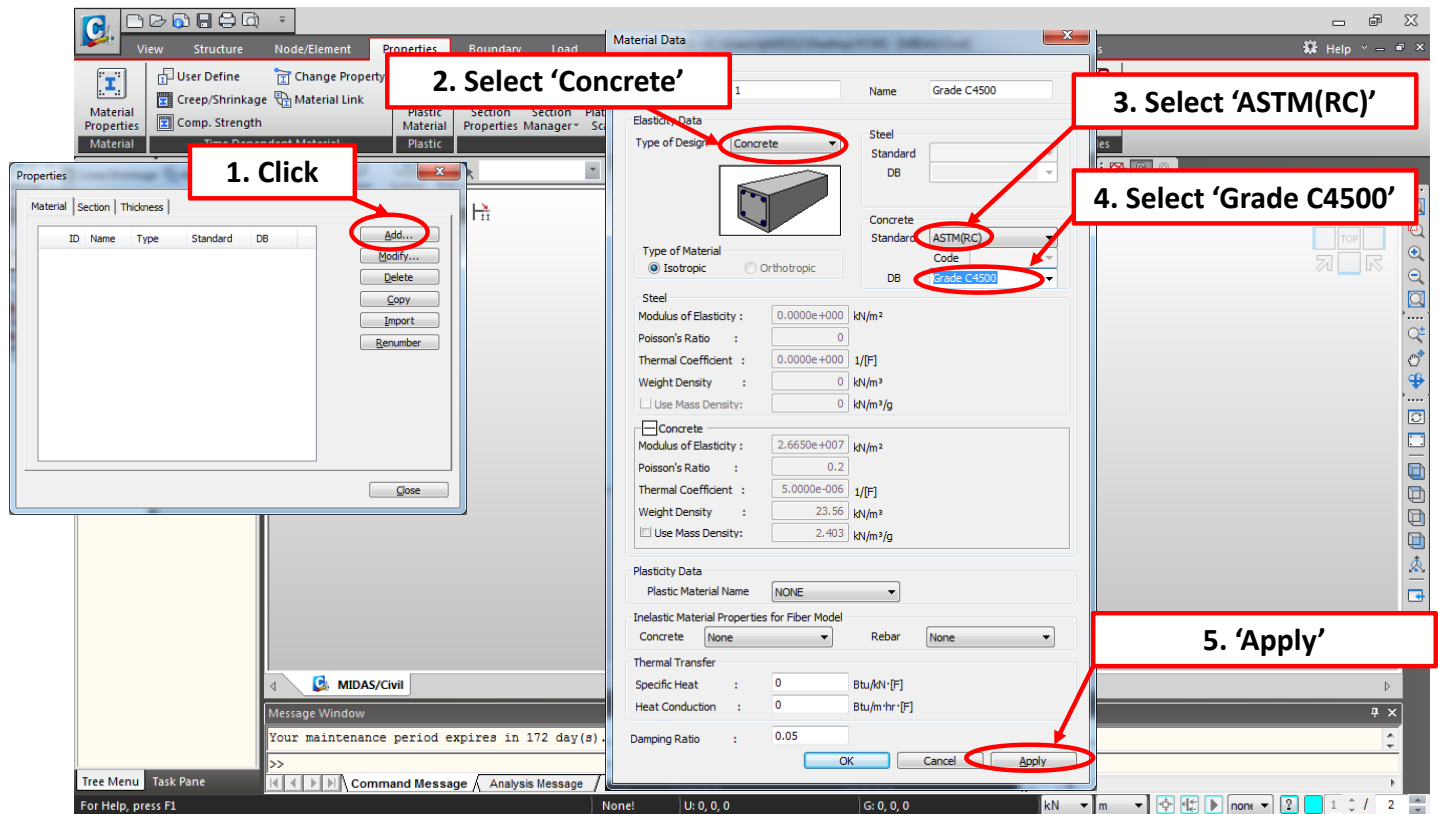 View Structure Node/Element Properties Boundary Load
Help
User Define
Change Property
Creep/Shrinkage
Material Link
Comp. Strength
Material
Properties
Plastic
Material
Section
Properties
Section
Manager
Material
Time Dependent Material
Plastic
1. Click
2. Select ‘Concrete’
3. Select ‘ASTM(RC)’
4. Select ‘Grade C4500’
5. ‘Apply’
Properties
Material Section Thickness
ID Name Type Standard DB
Add...
Modify...
Delete
Copy
Import
Renumber
Close
Material Data
1
Name Grade C4500
Elasticity Data
Type of Design Concrete
Steel
Standard
DB
Concrete
Standard ASTM(RC)
Code
DB Grade C4500
Type of Material
Isotropic Orthotropic
Steel
Modulus of Elasticity : 0.0000e+000 kN/m²
Poisson's Ratio : 0
Thermal Coefficient : 0.0000e+000 1/[F]
Weight Density : 0 kN/m³
Use Mass Density: 0 kN/m³/g
Concrete
Modulus of Elasticity : 2.6650e+007 kN/m²
Poisson's Ratio : 0.2
Thermal Coefficient : 5.0000e-006 1/[F]
Weight Density : 23.56 kN/m³
Use Mass Density: 2.403 kN/m³/g
Plasticity Data
Plastic Material Name NONE
Inelastic Material Properties for Fiber Model
Concrete None Rebar None
Thermal Transfer
Specific Heat : 0 Btu/kN·[F]
Heat Conduction : 0 Btu/m·hr·[F]
Damping Ratio : 0.05
OK Cancel Apply
TOP
MIDAS/Civil
Message Window
Your maintenance period expires in 172 day(s).
>>
Command Message Analysis Message
Tree Menu Task Pane
For Help, press F1
None! U: 0, 0, 0 G: 0, 0, 0 kN m none 1 / 2